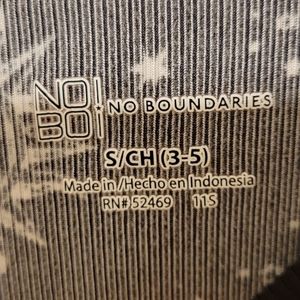 NO!
BO! NO BOUNDARIES
S/CH (3-5)
Made in/Hecho en Indonesia
RN# 52469 11S